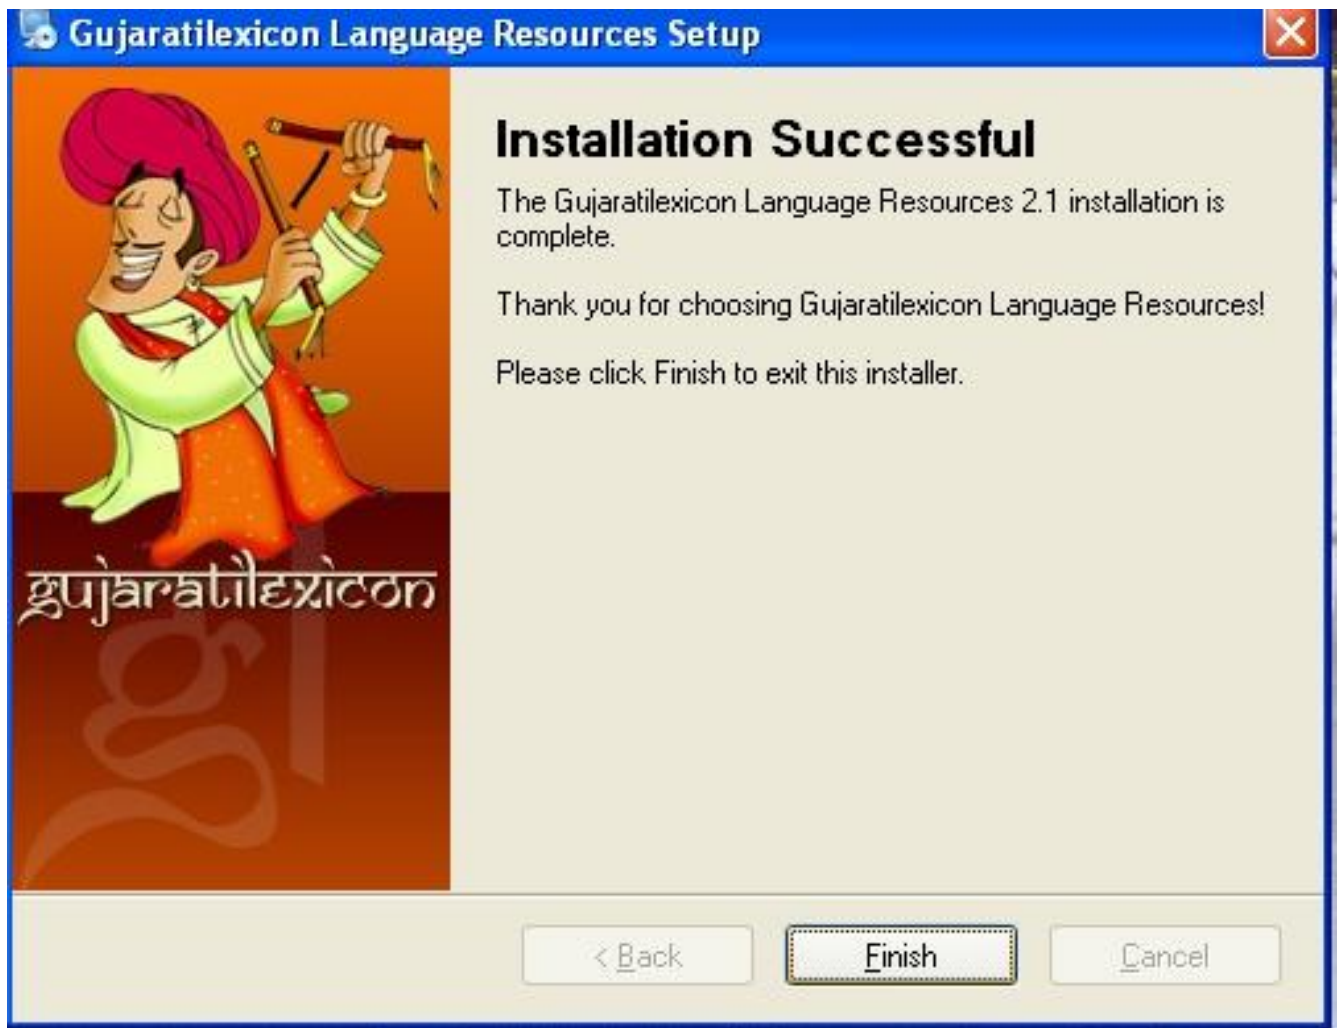 Gujaratilexicon Language Resources Setup
Installation Successful
The Gujaratilexicon Language Resources 2.1 installation is
complete.
Thank you for choosing Gujaratilexicon Language Resources!
Please click Finish to exit this installer.
gujaratilexicon
gl
< Back
Finish
Cancel